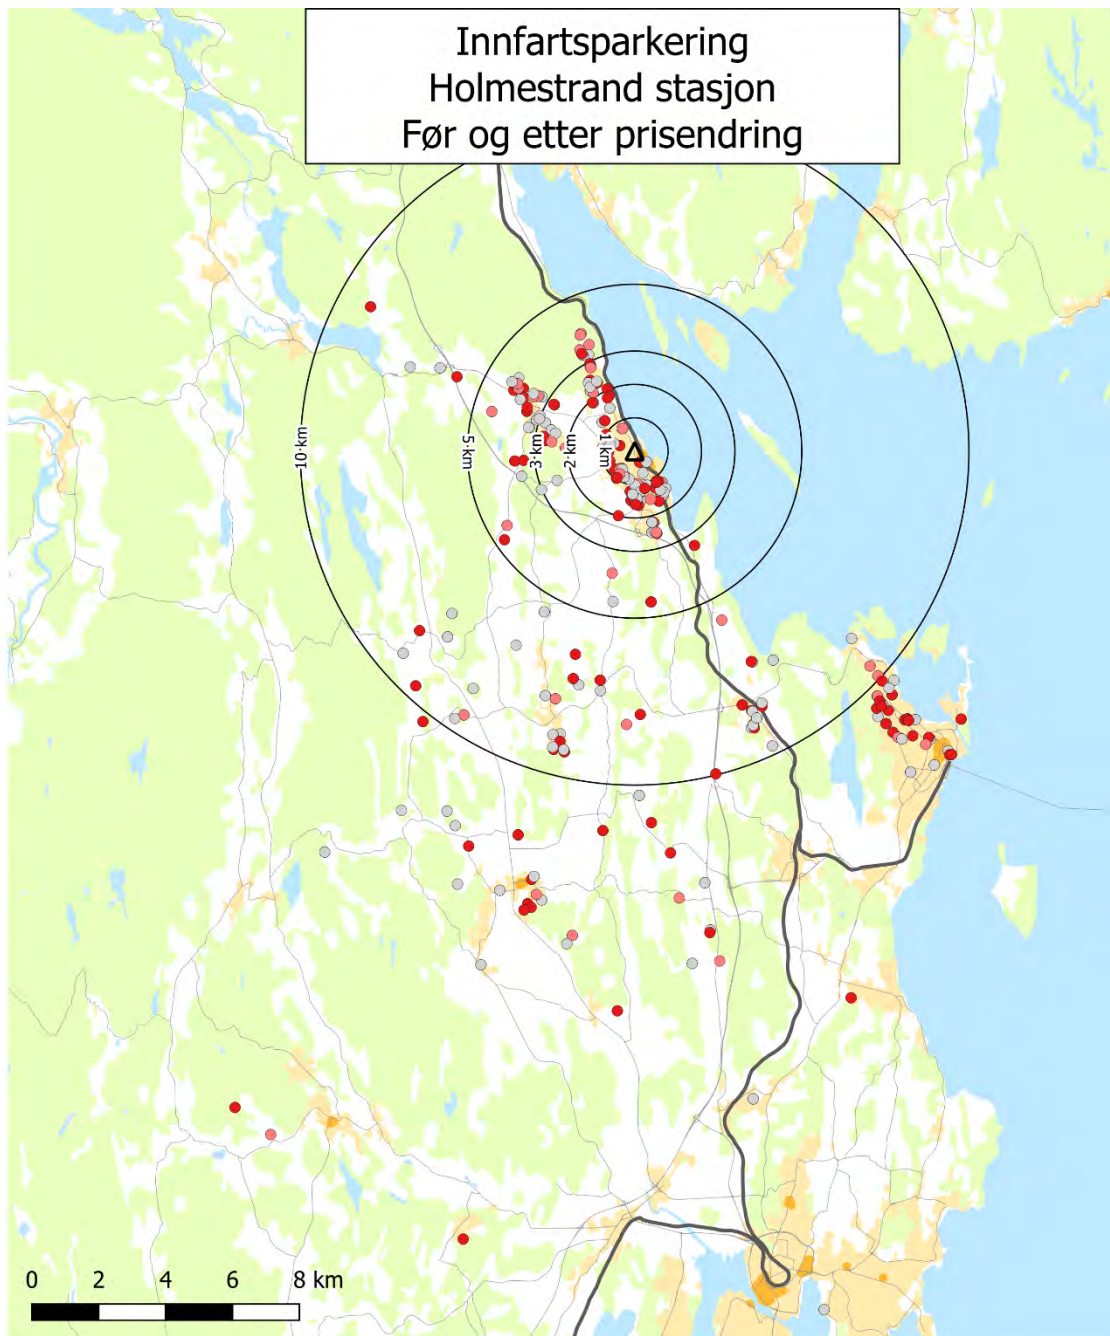 Innfartsparkering
Holmestrand stasjon
Før og etter prisendring
10 km
5 km
3 km
2 km
1 km
0 2 4 6 8 km